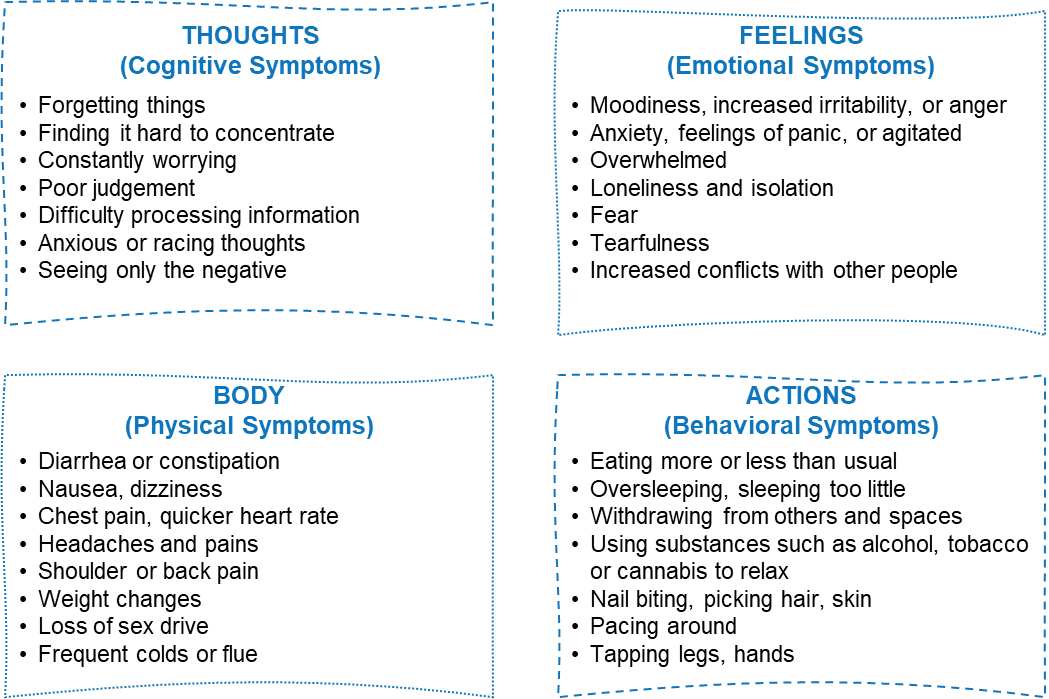 THOUGHTS
(Cognitive Symptoms)
• Forgetting things
• Finding it hard to concentrate
• Constantly worrying
• Poor judgement
• Difficulty processing information
• Anxious or racing thoughts
• Seeing only the negative
FEELINGS
(Emotional Symptoms)
• Moodiness, increased irritability, or anger
• Anxiety, feelings of panic, or agitated
• Overwhelmed
• Loneliness and isolation
• Fear
• Tearfulness
• Increased conflicts with other people
BODY
(Physical Symptoms)
• Diarrhea or constipation
• Nausea, dizziness
• Chest pain, quicker heart rate
• Headaches and pains
• Shoulder or back pain
• Weight changes
• Loss of sex drive
• Frequent colds or flue
ACTIONS
(Behavioral Symptoms)
• Eating more or less than usual
• Oversleeping, sleeping too little
• Withdrawing from others and spaces
• Using substances such as alcohol, tobacco
or cannabis to relax
• Nail biting, picking hair, skin
• Pacing around
• Tapping legs, hands